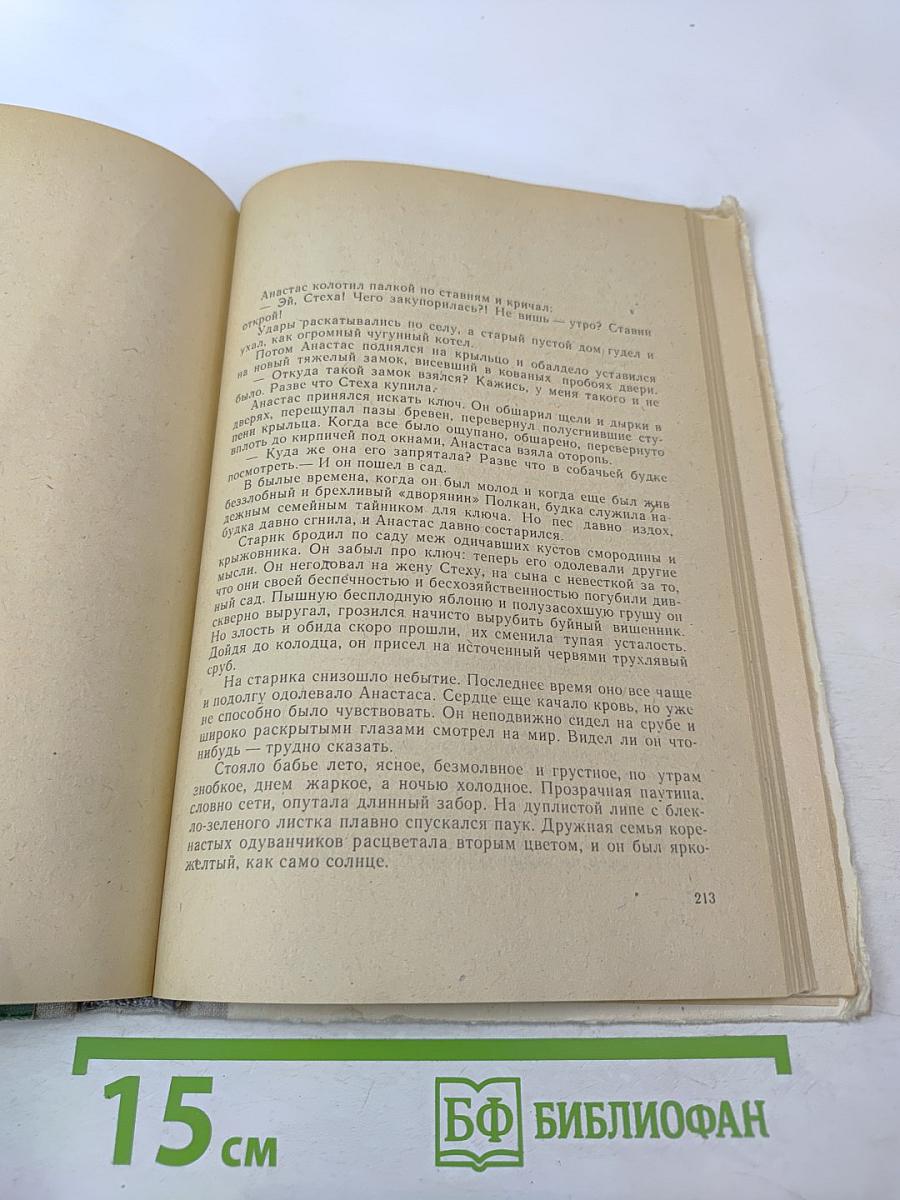 Анастас колотил палкой по ставням и кричал:
— Эй, Стеха! Чего закупорилась?! Не вишь — утро? Ставни
открой!
Удары раскатывались по селу, а старый пустой дом гудел и
ухал, как огромный чугунный котел.
Потом Анастас поднялся на крыльцо и обалдело уставился
на новый тяжелый замок, висевший в кованых пробоях двери.
— Откуда такой замок взялся? Кажись, у меня такого и не
было. Разве что Стеха купила.
Анастас принялся искать ключ. Он обшарил щели и дырки в
дверях, перещупал пазы бревен, перевернул полусгнившие сту-
пени крыльца. Когда все было ощупано, обшарено, перевернуто
вплоть до кирпичей под окнами, Анастаса взяла оторопь.
— Куда же она его запрятала? Разве что в собачьей будке
посмотреть.— И он пошел в сад.
В былые времена, когда он был молод и когда еще был жив
беззлобный и брехливый «дворянин» Полкан, будка служила на-
дежным семейным тайником для ключа. Но пес давно издох,
будка давно сгнила, и Анастас давно состарился.
Старик бродил по саду меж одичавших кустов смородины и
крыжовника. Он забыл про ключ: теперь его одолевали другие
мысли. Он негодовал на жену Стеху, на сына с невесткой за то,
что они своей беспечностью и бесхозяйственностью погубили див-
ный сад. Пышную бесплодную яблоню и полузасохшую грушу он
скверно выругал, грозился начисто вырубить буйный вишенник.
Но злость и обида скоро прошли, их сменила тупая усталость.
Дойдя до колодца, он присел на источенный червями трухлявый
сруб.
На старика снизошло небытие. Последнее время оно все чаще
и подолгу одолевало Анастаса. Сердце еще качало кровь, но уже
не способно было чувствовать. Он неподвижно сидел на срубе и
широко раскрытыми глазами смотрел на мир. Видел ли он что-
нибудь — трудно сказать.
Стояло бабье лето, ясное, безмолвное и грустное, по утрам
знобкое, днем жаркое, а ночью холодное. Прозрачная паутина,
словно сети, опутала длинный забор. На дуплистой липе с блек-
ло-зеленого листка плавно спускался паук. Дружная семья коре-
настых одуванчиков расцветала вторым цветом, и он был ярко-
желтый, как само солнце.
213
15 см
БФ БИБЛИОФАН